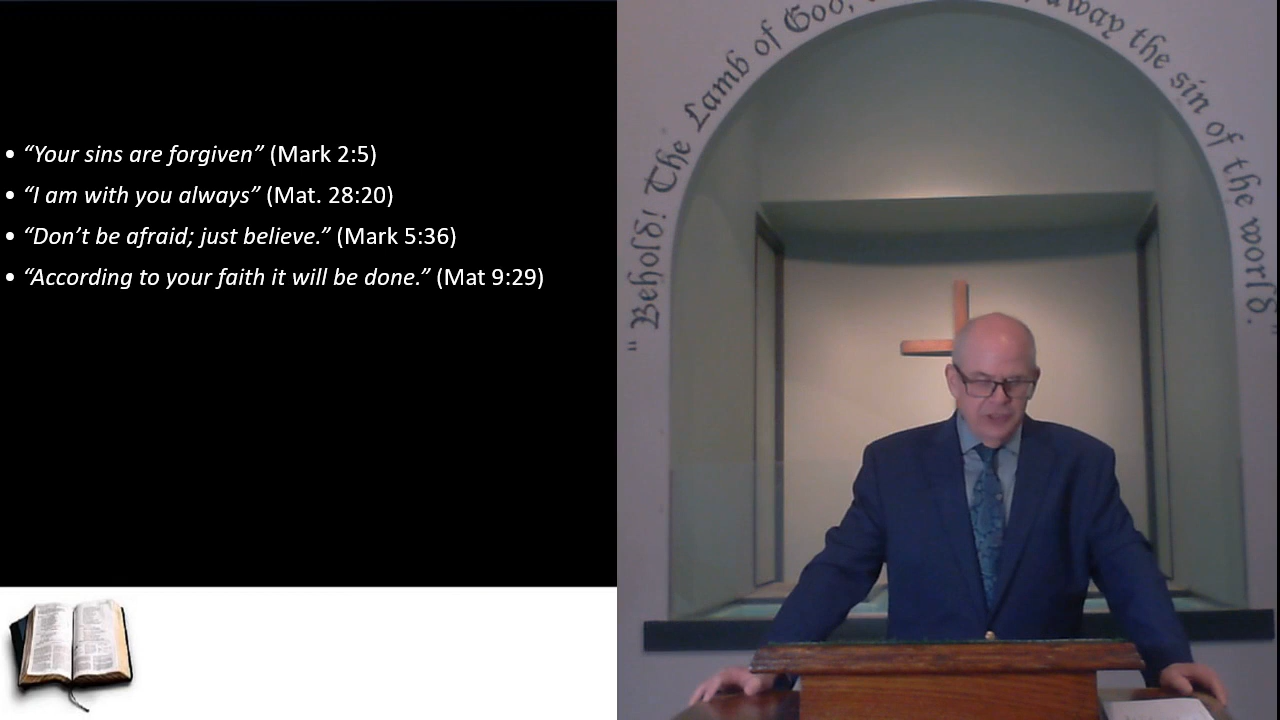 • “Your sins are forgiven” (Mark 2:5)
• “I am with you always” (Mat. 28:20)
• “Don’t be afraid; just believe.” (Mark 5:36)
• “According to your faith it will be done.” (Mat 9:29)
"Behold! The Lamb of God, away the sin of the world."